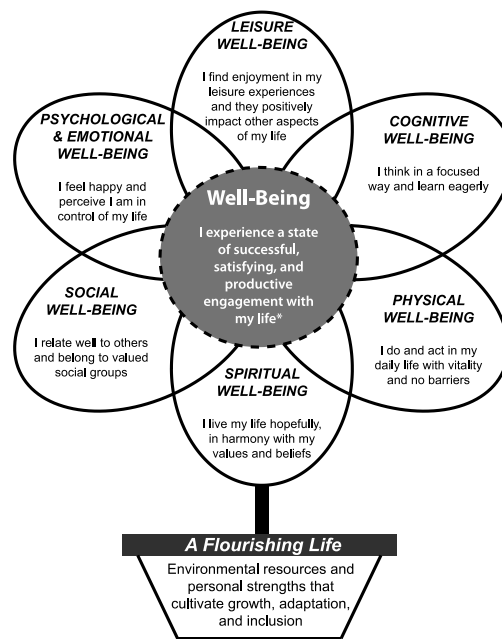 LEISURE
WELL-BEING
I find enjoyment in my
leisure experiences
and they positively
impact other aspects
of my life
PSYCHOLOGICAL
& EMOTIONAL
WELL-BEING
I feel happy and
perceive I am in
control of my life
COGNITIVE
WELL-BEING
I think in a focused
way and learn eagerly
Well-Being
I experience a state
of successful,
satisfying, and
productive
engagement with
my life*
SOCIAL
WELL-BEING
I relate well to others
and belong to valued
social groups
PHYSICAL
WELL-BEING
I do and act in my
daily life with vitality
and no barriers
SPIRITUAL
WELL-BEING
I live my life hopefully,
in harmony with my
values and beliefs
A Flourishing Life
Environmental resources and
personal strengths that
cultivate growth, adaptation,
and inclusion